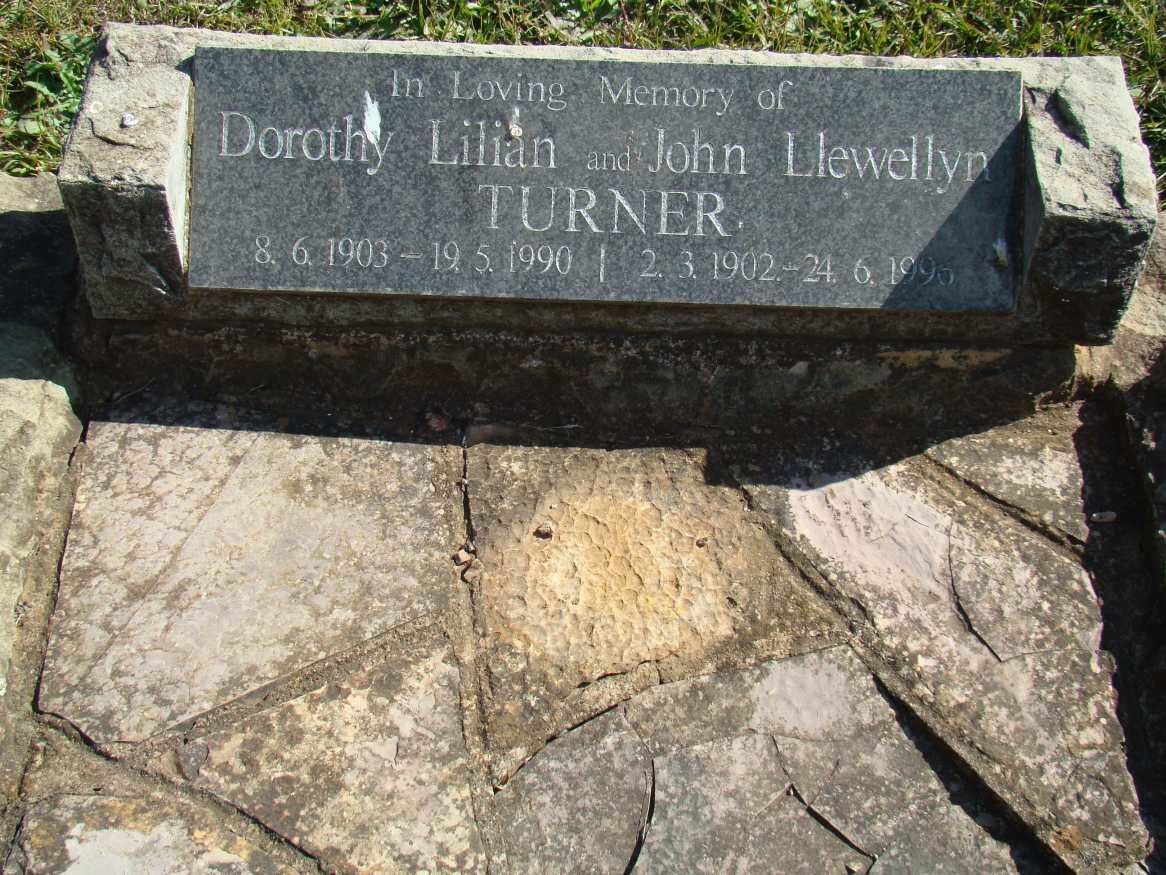 In Loving Memory of
Dorothy Lilian and John Llewellyn
TURNER
8. 6. 1903 – 19. 5. 1990 | 2. 3. 1902. – 24. 6.